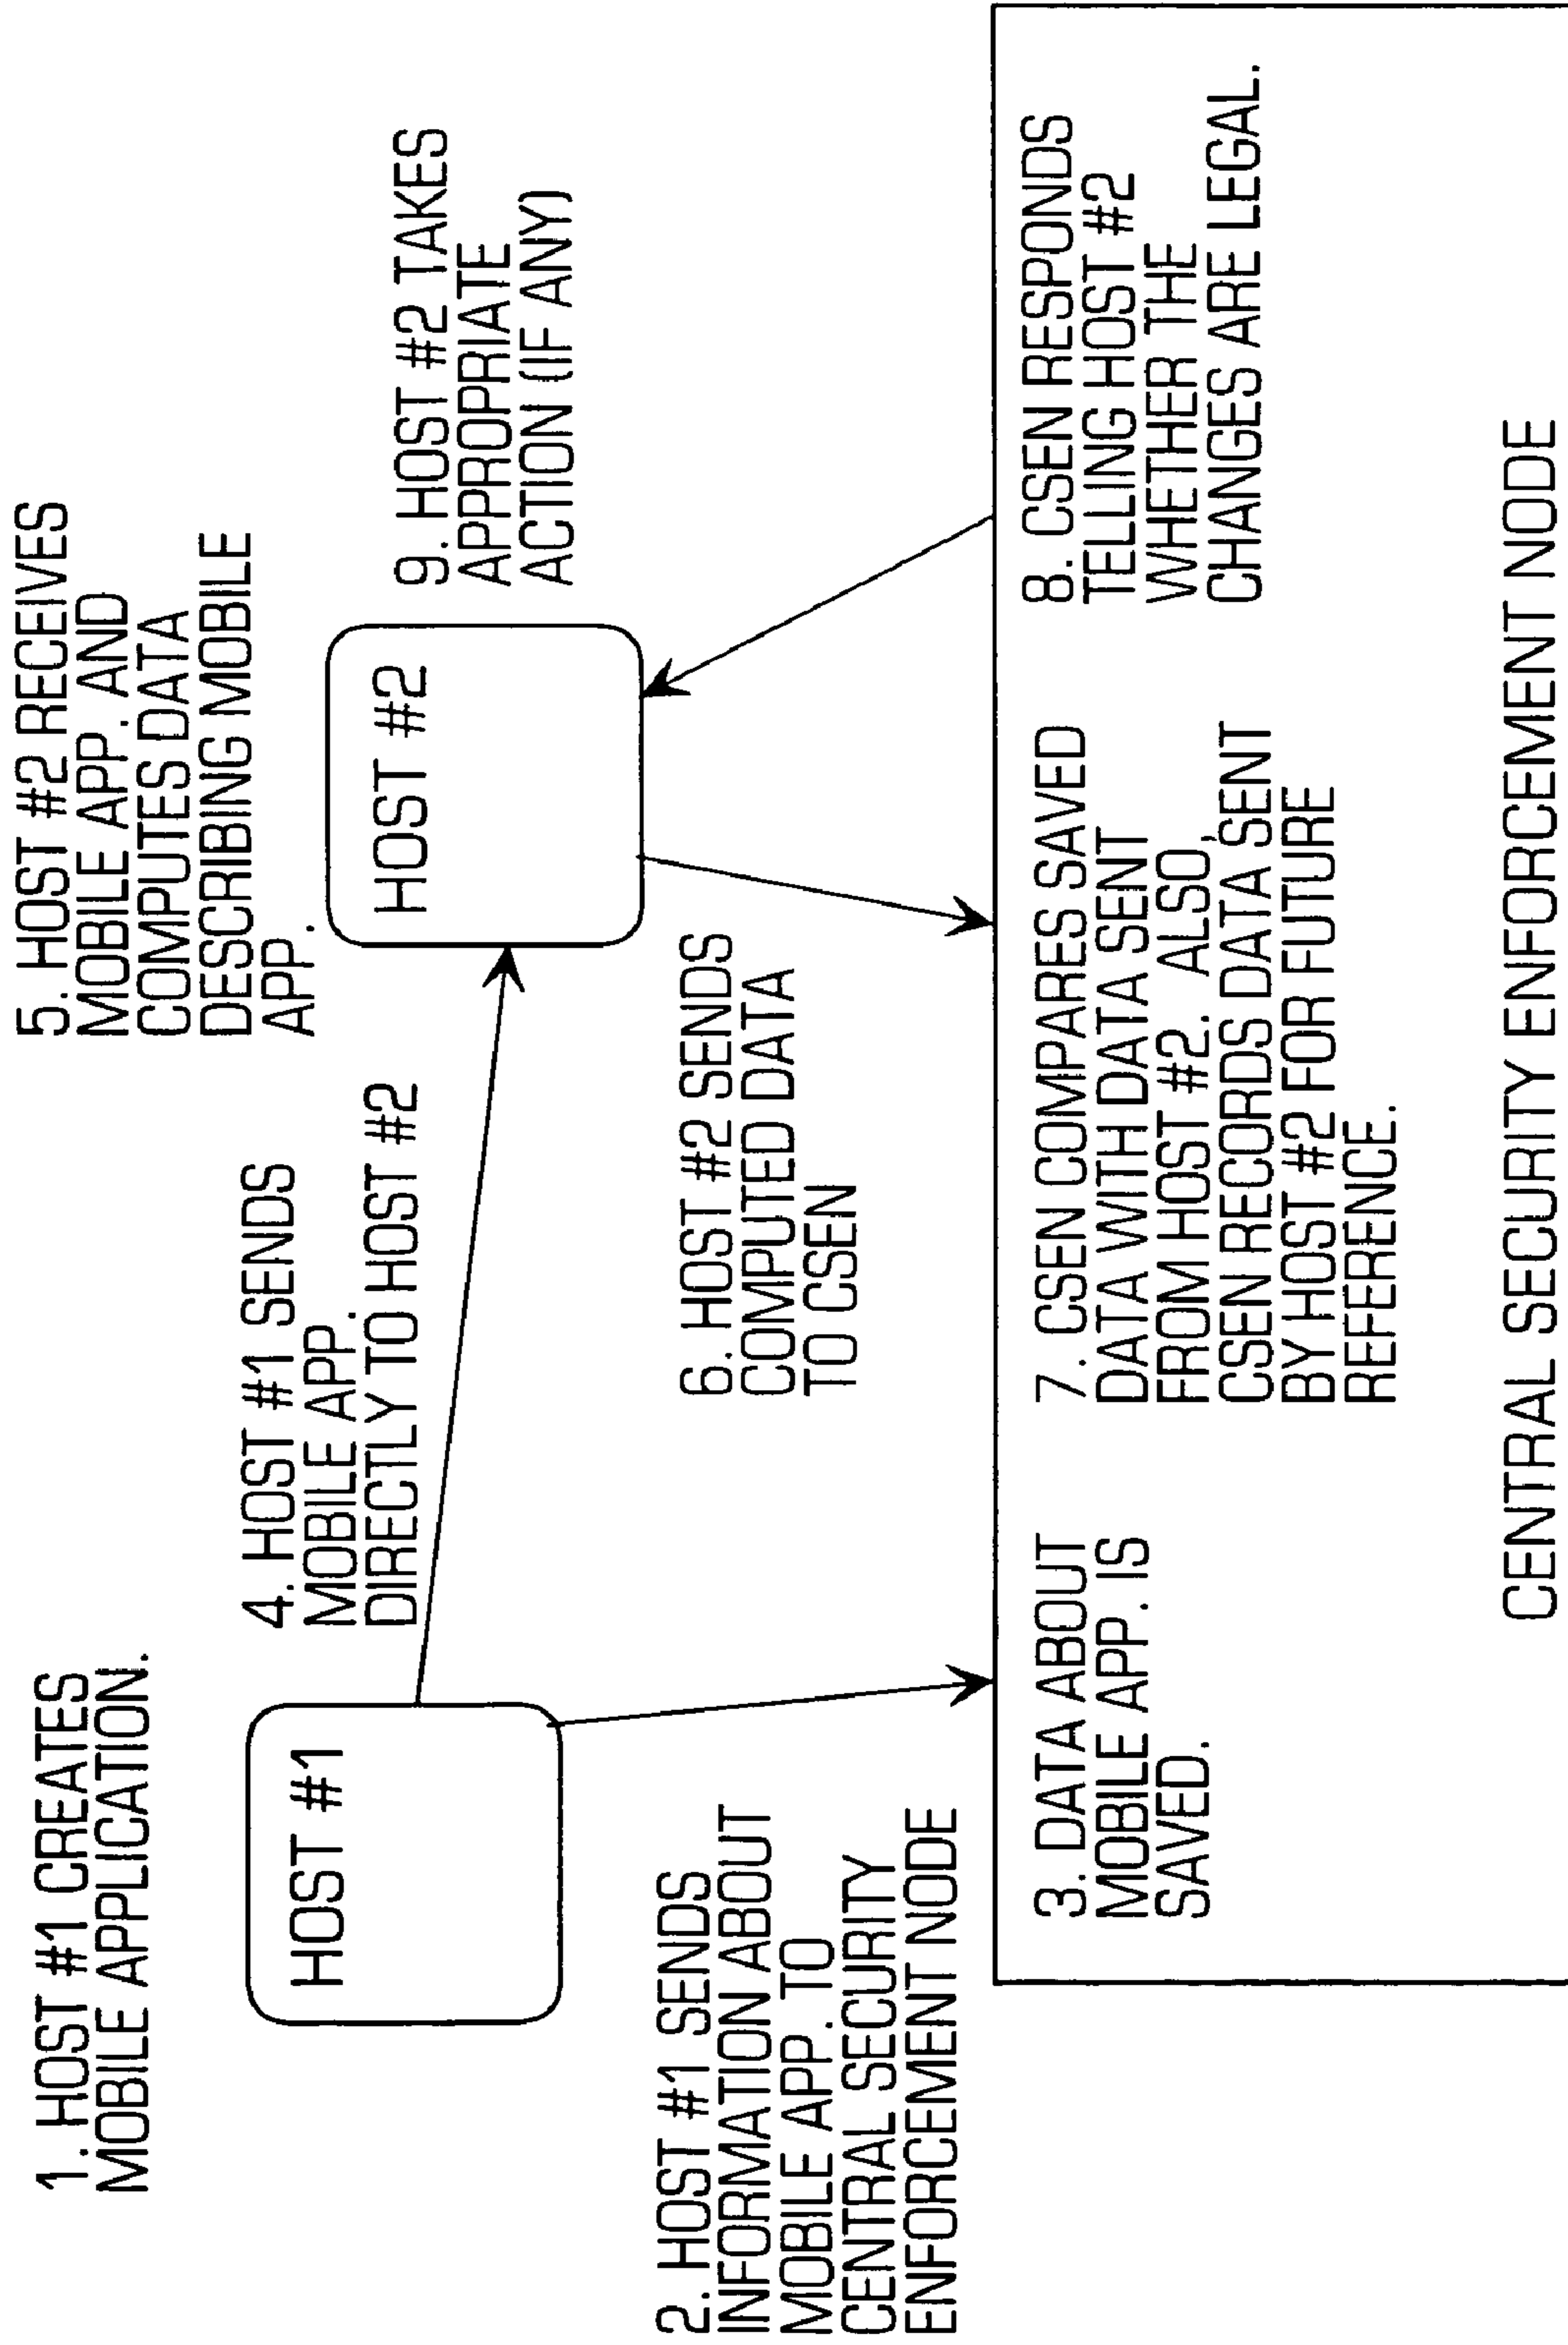 1. HOST #1 CREATES
MOBILE APPLICATION.
HOST #1
2. HOST #1 SENDS
INFORMATION ABOUT
MOBILE APP. TO
CENTRAL SECURITY
ENFORCEMENT NODE
3. DATA ABOUT
MOBILE APP. IS
SAVED.
4. HOST #1 SENDS
MOBILE APP.
DIRECTLY TO HOST #2
5. HOST #2 RECEIVES
MOBILE APP. AND
COMPUTES DATA
DESCRIBING MOBILE
APP.
HOST #2
6. HOST #2 SENDS
COMPUTED DATA
TO CSEN
7. CSEN COMPARES SAVED
DATA WITH DATA SENT
FROM HOST #2. ALSO,
CSEN RECORDS DATA SENT
BY HOST #2 FOR FUTURE
REFERENCE.
8. CSEN RESPONDS
TELLING HOST #2
WHETHER THE
CHANGES ARE LEGAL.
9. HOST #2 TAKES
APPROPRIATE
ACTION (IF ANY)
CENTRAL SECURITY ENFORCEMENT NODE